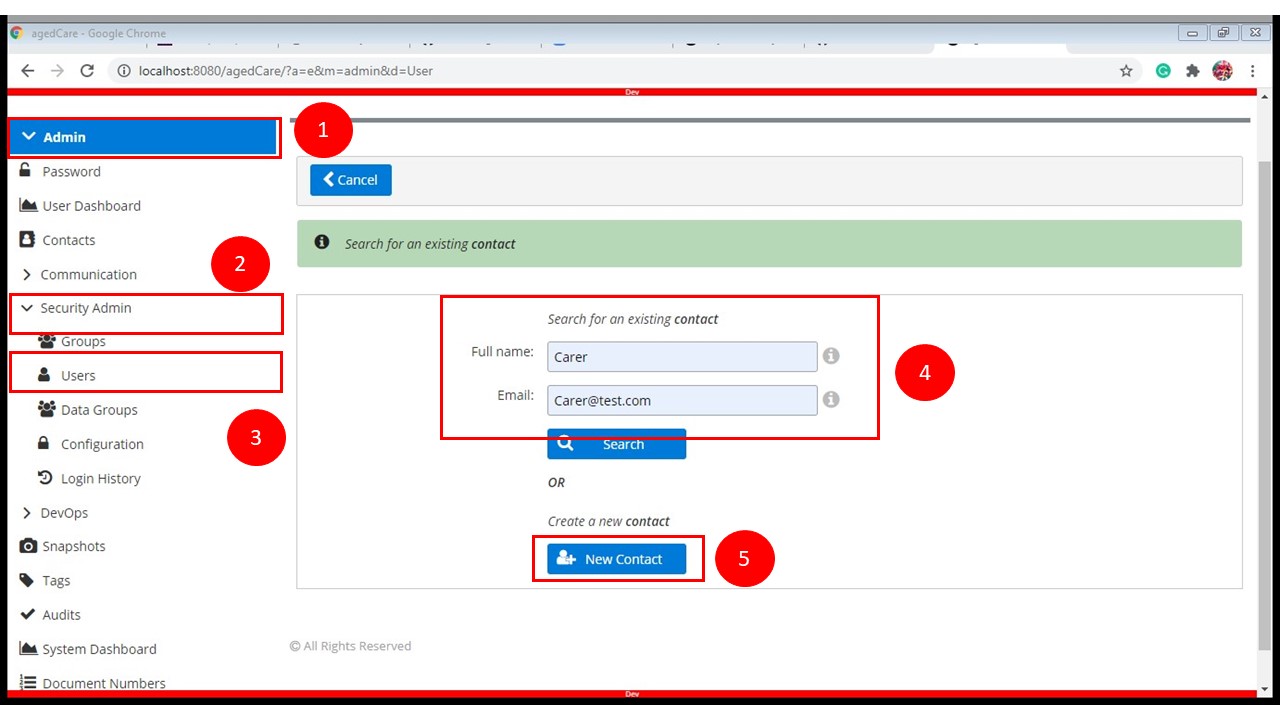 agedCare - Google Chrome
localhost:8080/agedCare/?a=e&m=admin&d=User
Dev
Admin
1
Password
Cancel
User Dashboard
Contacts
Search for an existing contact
2
Communication
Security Admin
Search for an existing contact
Groups
Full name:
Carer
4
Users
Email:
Carer@test.com
Data Groups
3
Configuration
Search
Login History
OR
DevOps
Create a new contact
Snapshots
New Contact
5
Tags
Audits
System Dashboard
© All Rights Reserved
Document Numbers
Dev